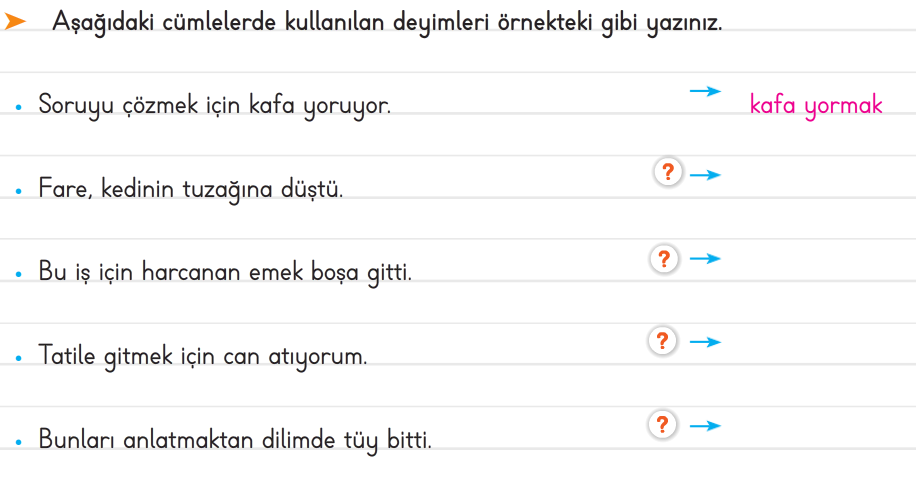 Aşağıdaki cümlelerde kullanılan deyimleri örnekteki gibi yazınız.
• Soruyu çözmek için kafa yoruyor. → kafa yormak
• Fare, kedinin tuzağına düştü. ? →
• Bu iş için harcanan emek boşa gitti. ? →
• Tatile gitmek için can atıyorum. ? →
• Bunları anlatmaktan dilimde tüy bitti. ? →